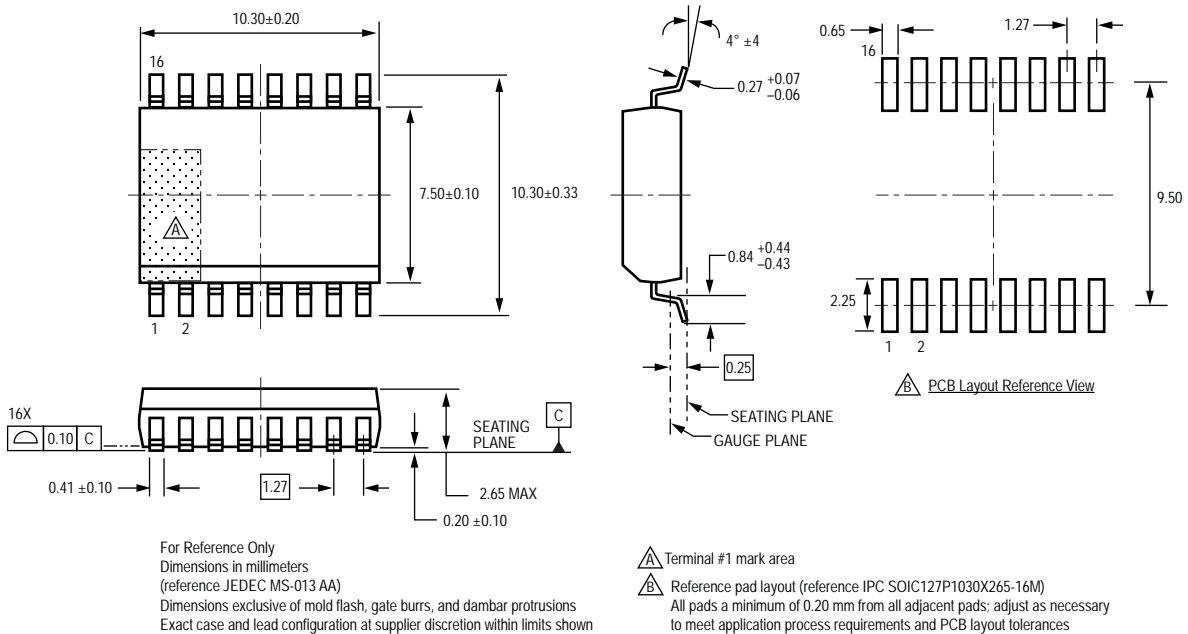 10.30±0.20
16
7.50±0.10
10.30±0.33
A
1 2
4° ±4
0.27 +0.07
–0.06
0.84 +0.44
–0.43
0.25
SEATING PLANE
GAUGE PLANE
0.65
1.27
16
9.50
2.25
1 2
B PCB Layout Reference View
16X
0.10 C
SEATING
PLANE
C
0.41 ±0.10
1.27
2.65 MAX
0.20 ±0.10
For Reference Only
Dimensions in millimeters
(reference JEDEC MS-013 AA)
Dimensions exclusive of mold flash, gate burrs, and dambar protrusions
Exact case and lead configuration at supplier discretion within limits shown
A Terminal #1 mark area
B Reference pad layout (reference IPC SOIC127P1030X265-16M)
All pads a minimum of 0.20 mm from all adjacent pads; adjust as necessary
to meet application process requirements and PCB layout tolerances